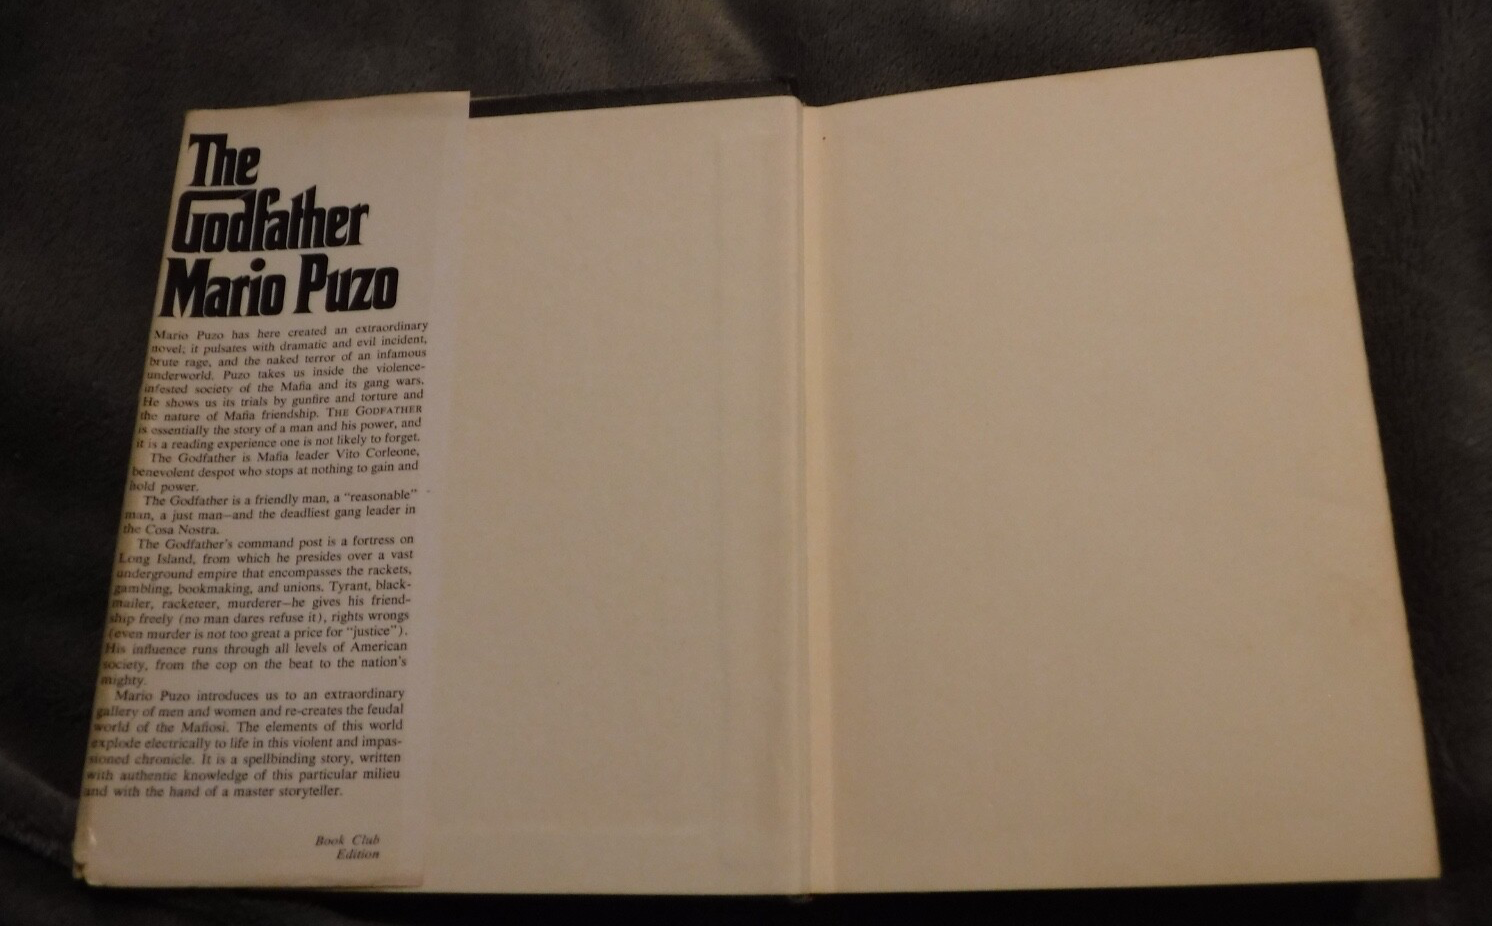 The
Godfather
Mario Puzo
Mario Puzo has here created an extraordinary
novel; it pulsates with dramatic and evil incident,
brute rage, and the naked terror of an infamous
underworld. Puzo takes us inside the violence-
infested society of the Mafia and its gang wars.
He shows us its trials by gunfire and torture and
the nature of Mafia friendship. THE GODFATHER
is essentially the story of a man and his power, and
it is a reading experience one is not likely to forget.
The Godfather is Mafia leader Vito Corleone,
benevolent despot who stops at nothing to gain and
hold power.
The Godfather is a friendly man, a "reasonable"
man, a just man—and the deadliest gang leader in
the Cosa Nostra.
The Godfather's command post is a fortress on
Long Island, from which he presides over a vast
underground empire that encompasses the rackets,
gambling, bookmaking, and unions. Tyrant, black-
mailer, racketeer, murderer—he gives his friend-
ship freely (no man dares refuse it), rights wrongs
(even murder is not too great a price for "justice").
His influence runs through all levels of American
society, from the cop on the beat to the nation's
mighty.
Mario Puzo introduces us to an extraordinary
gallery of men and women and re-creates the feudal
world of the Mafiosi. The elements of this world
explode electrically to life in this violent and impas-
sioned chronicle. It is a spellbinding story, written
with authentic knowledge of this particular milieu
and with the hand of a master storyteller.
Book Club
Edition